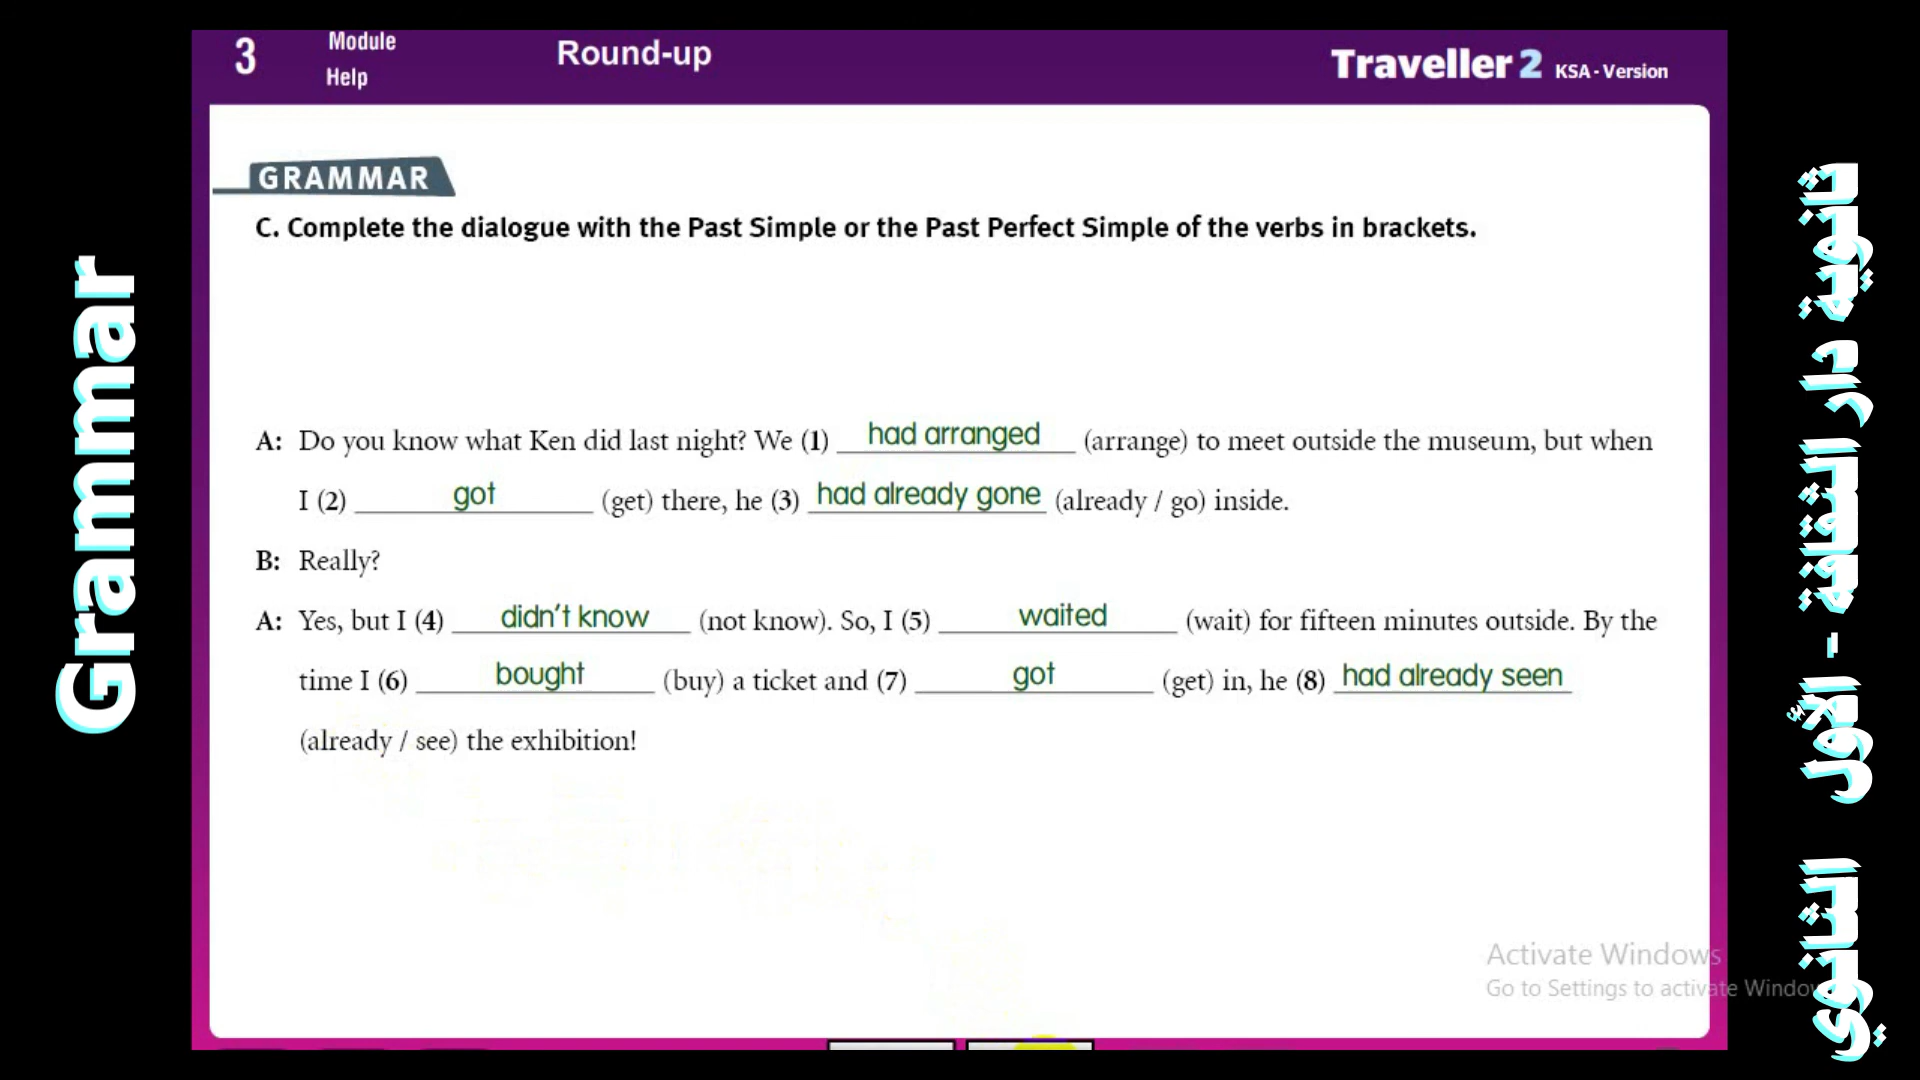 3 Module Help Round-up Traveller 2 KSA - Version
GRAMMAR
C. Complete the dialogue with the Past Simple or the Past Perfect Simple of the verbs in brackets.
A: Do you know what Ken did last night? We (1) had arranged (arrange) to meet outside the museum, but when
I (2) got (get) there, he (3) had already gone (already / go) inside.
B: Really?
A: Yes, but I (4) didn't know (not know). So, I (5) waited (wait) for fifteen minutes outside. By the
time I (6) bought (buy) a ticket and (7) got (get) in, he (8) had already seen
(already / see) the exhibition!
Grammar
ثانوية دار الثقافة - الأول الثانوي
Activate Windows
Go to Settings to activate Windo